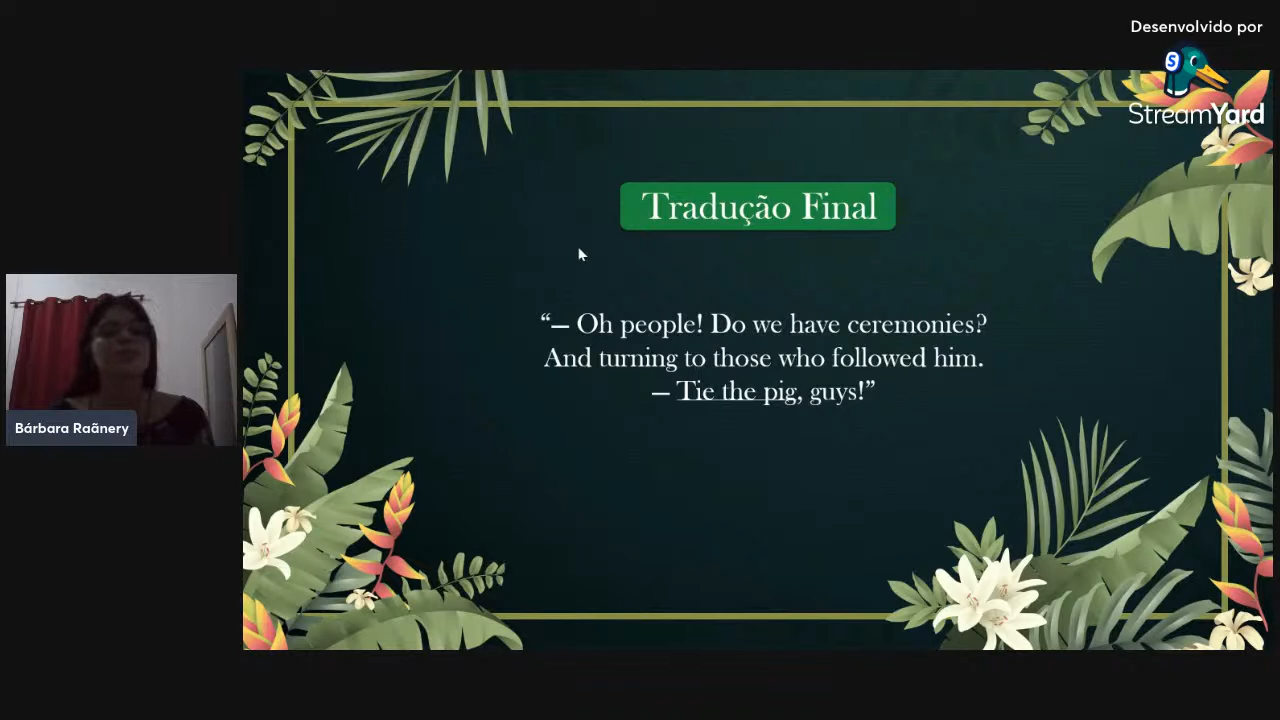 Desenvolvido por
StreamYard
Tradução Final
“— Oh people! Do we have ceremonies?
And turning to those who followed him.
— Tie the pig, guys!”
Bárbara Raãnery